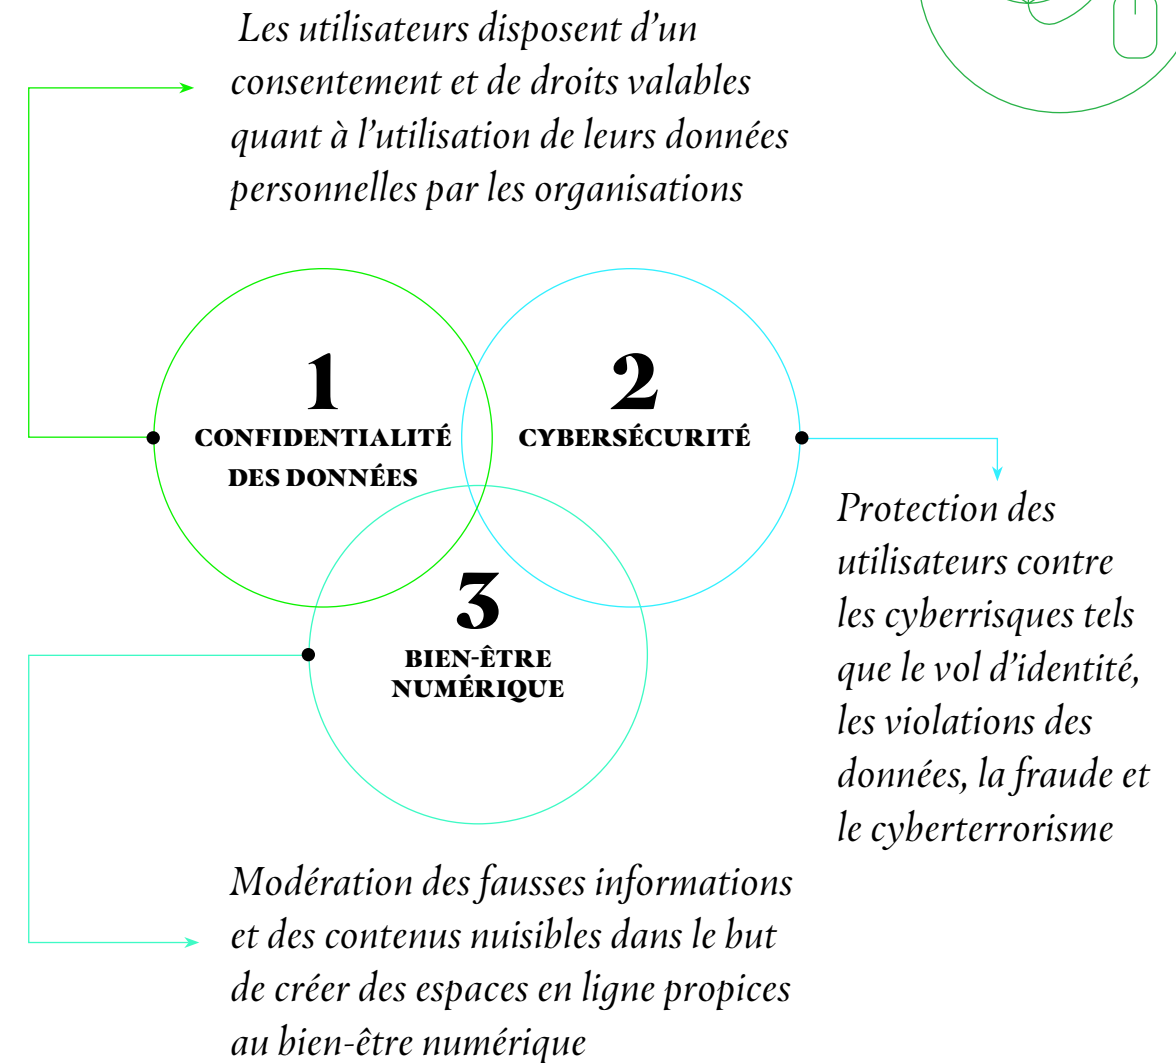 Les utilisateurs disposent d’un
consentement et de droits valables
quant à l’utilisation de leurs données
personnelles par les organisations
1
CONFIDENTIALITÉ
DES DONNÉES
2
CYBERSÉCURITÉ
Protection des
utilisateurs contre
les cyberrisques tels
que le vol d’identité,
les violations des
données, la fraude et
le cyberterrorisme
3
BIEN-ÊTRE
NUMÉRIQUE
Modération des fausses informations
et des contenus nuisibles dans le but
de créer des espaces en ligne propices
au bien-être numérique